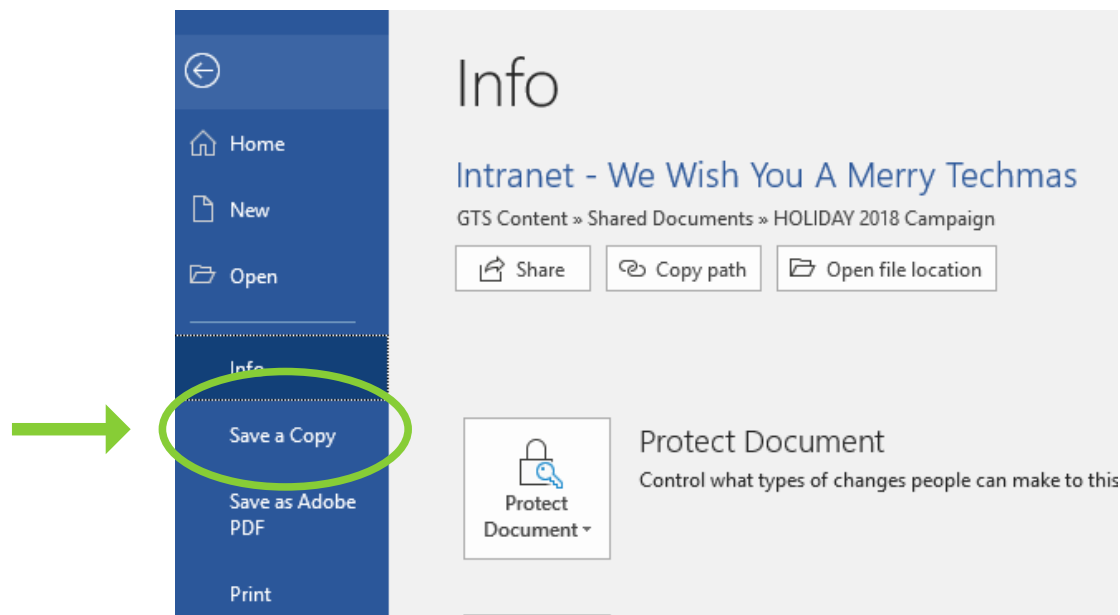 Info
Home
New
Open
Info
Save a Copy
Save as Adobe
PDF
Print
Intranet - We Wish You A Merry Techmas
GTS Content » Shared Documents » HOLIDAY 2018 Campaign
Share
Copy path
Open file location
Protect
Document
Protect Document
Control what types of changes people can make to this